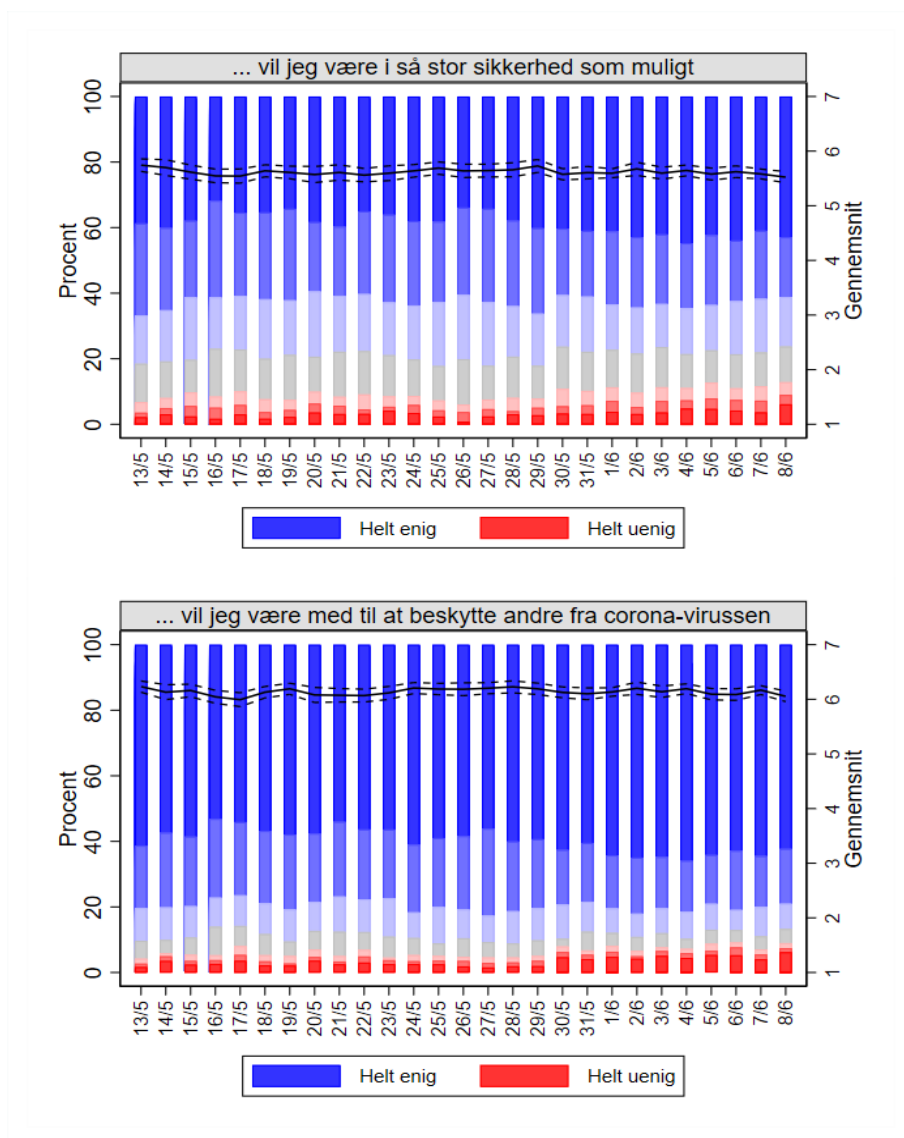 ... vil jeg være i så stor sikkerhed som muligt
Procent
0 20 40 60 80 100
Gennemsnit
1 2 3 4 5 6 7
13/5 14/5 15/5 16/5 17/5 18/5 19/5 20/5 21/5 22/5 23/5 24/5 25/5 26/5 27/5 28/5 29/5 30/5 31/5 1/6 2/6 3/6 4/6 5/6 6/6 7/6 8/6
Helt enig Helt uenig
... vil jeg være med til at beskytte andre fra corona-virussen
Procent
0 20 40 60 80 100
Gennemsnit
1 2 3 4 5 6 7
13/5 14/5 15/5 16/5 17/5 18/5 19/5 20/5 21/5 22/5 23/5 24/5 25/5 26/5 27/5 28/5 29/5 30/5 31/5 1/6 2/6 3/6 4/6 5/6 6/6 7/6 8/6
Helt enig Helt uenig